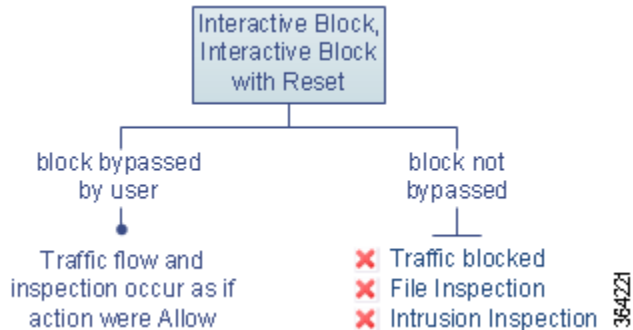 Interactive Block,
Interactive Block
with Reset
block bypassed
by user
block not
bypassed
Traffic flow and
inspection occur as if
action were Allow
Traffic blocked
File Inspection
Intrusion Inspection
364221